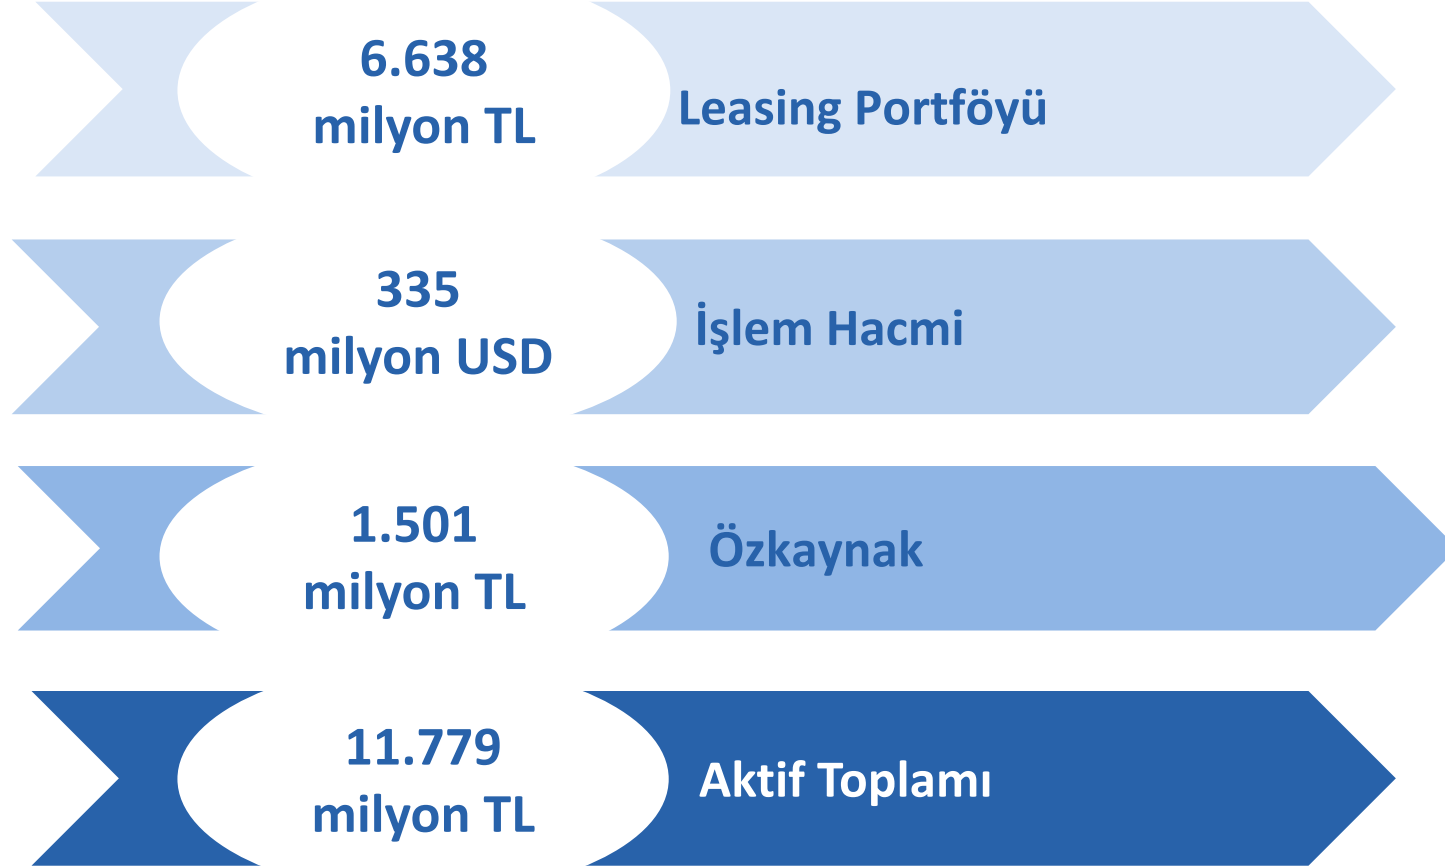 6.638
milyon TL
Leasing Portföyü
335
milyon USD
İşlem Hacmi
1.501
milyon TL
Özkaynak
11.779
milyon TL
Aktif Toplamı